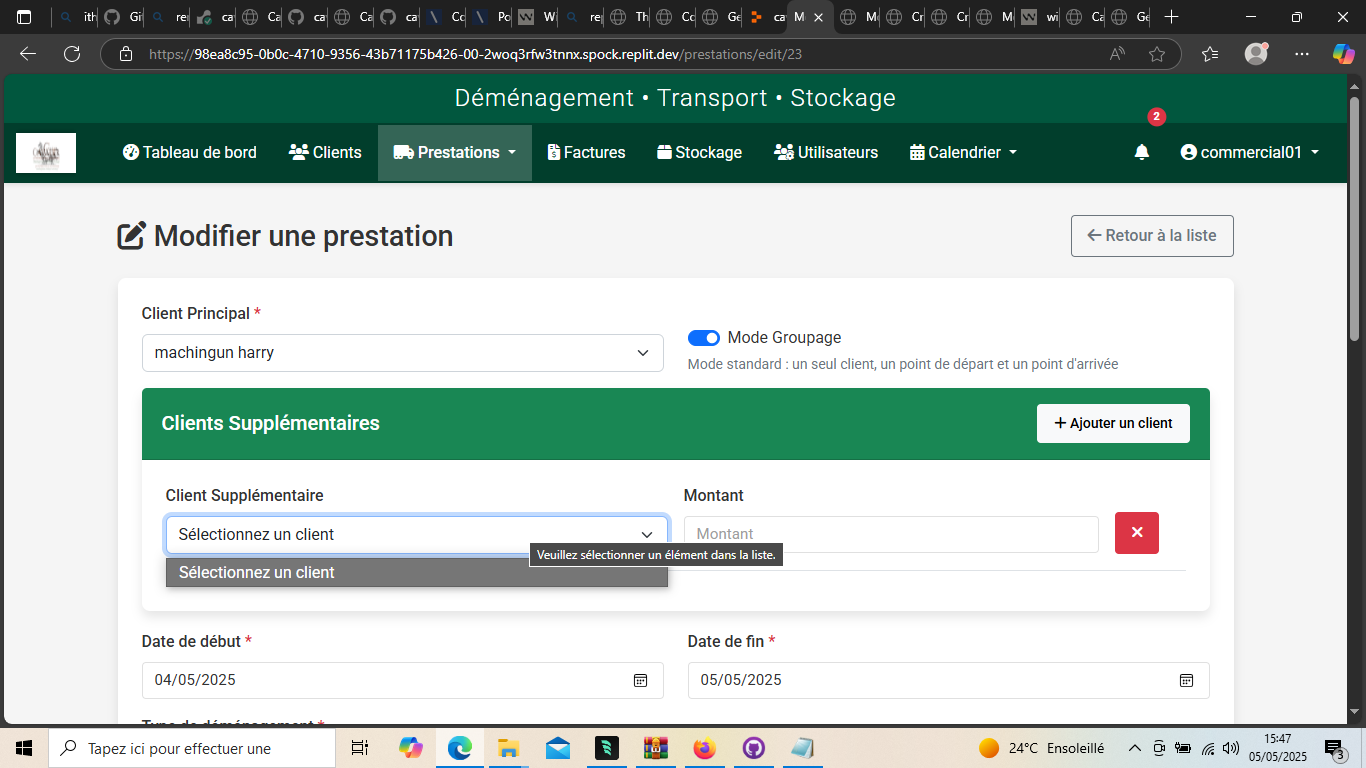 ith
Git
rer
ca
Ca
ca
Ca
ca
Co
Po
Wi
rep
Th
Co
Ge
ca
M
M
Cr
Cr
M
wi
Ca
Ge
https://98ea8c95-0b0c-4710-9356-43b71175b426-00-2woq3rfw3tnnx.spock.replit.dev/prestations/edit/23
Déménagement • Transport • Stockage
2
Tableau de bord
Clients
Prestations
Factures
Stockage
Utilisateurs
Calendrier
commercial01
Modifier une prestation
Retour à la liste
Client Principal *
machingun harry
Mode Groupage
Mode standard : un seul client, un point de départ et un point d'arrivée
Clients Supplémentaires
+ Ajouter un client
Client Supplémentaire
Montant
Sélectionnez un client
Montant
Veuillez sélectionner un élément dans la liste.
Sélectionnez un client
Date de début *
Date de fin *
04/05/2025
05/05/2025
Type de déménagement *
Tapez ici pour effectuer une
24°C Ensoleillé
15:47
05/05/2025
3